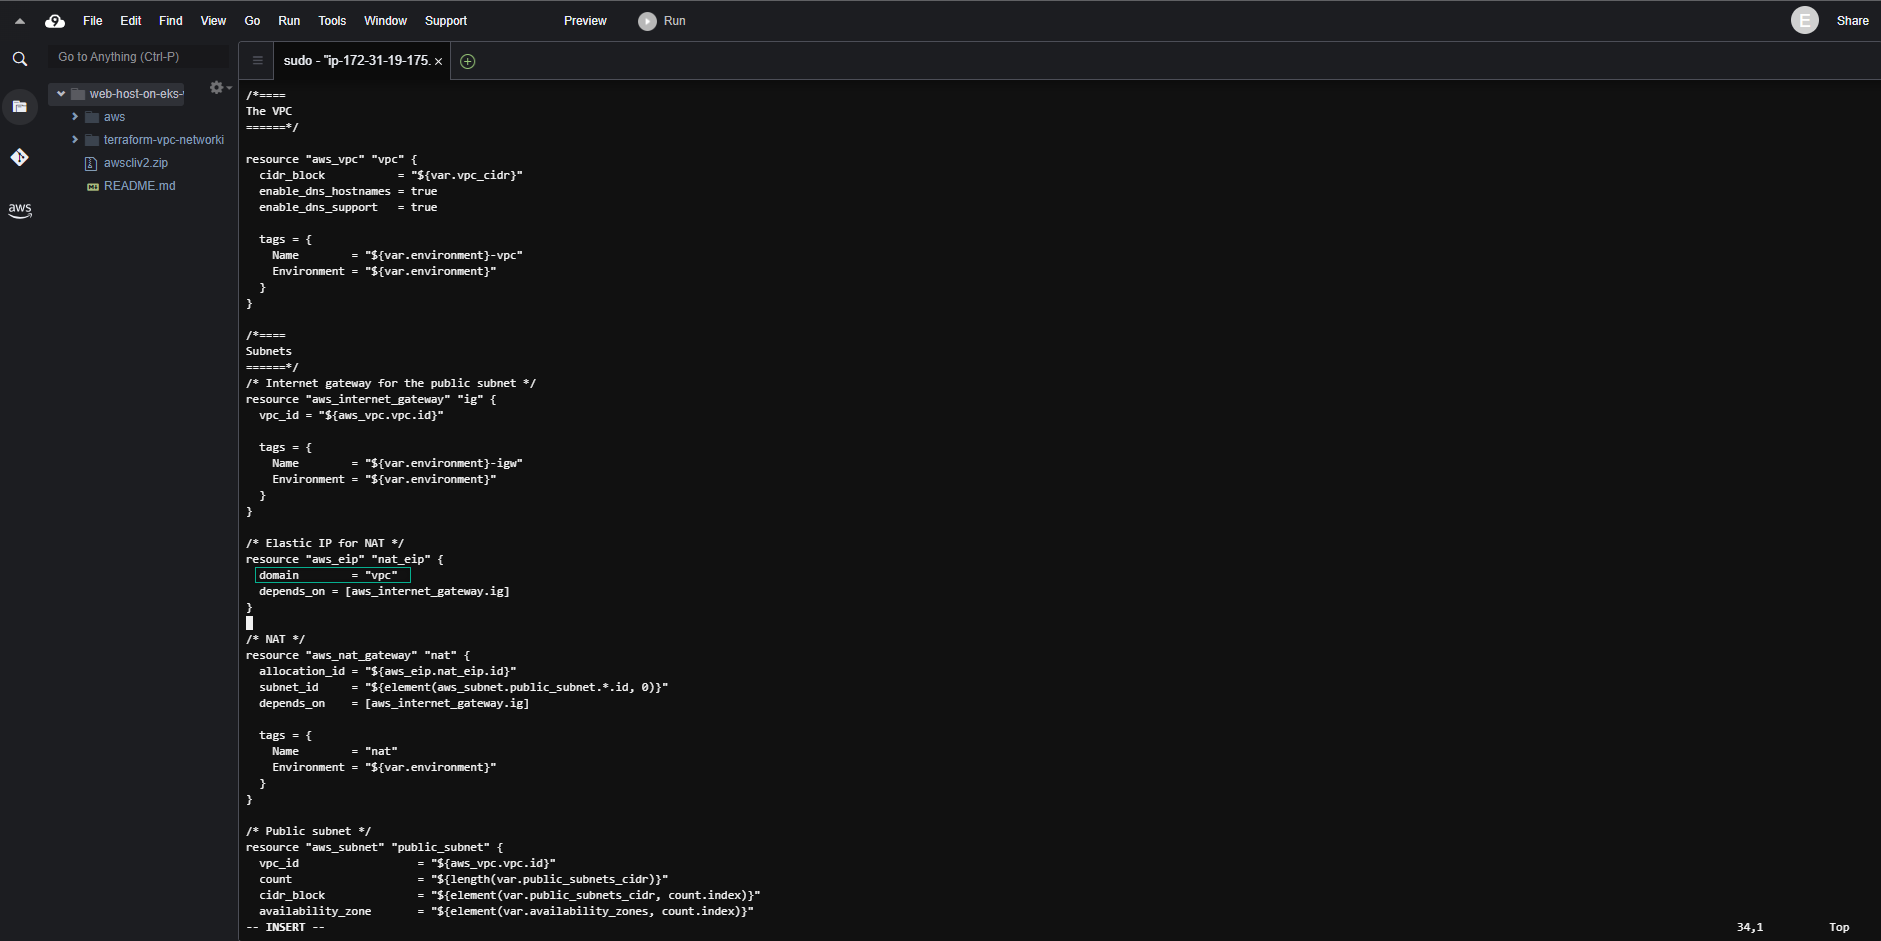 File Edit Find View Go Run Tools Window Support Preview Run E Share
Go to Anything (Ctrl-P)
sudo - "ip-172-31-19-175. ×
web-host-on-eks-
aws
terraform-vpc-networki
awscliv2.zip
README.md
aws
/*====
The VPC
======*/
resource "aws_vpc" "vpc" {
  cidr_block           = "${var.vpc_cidr}"
  enable_dns_hostnames = true
  enable_dns_support   = true
  tags = {
    Name        = "${var.environment}-vpc"
    Environment = "${var.environment}"
  }
}
/*====
Subnets
======*/
/* Internet gateway for the public subnet */
resource "aws_internet_gateway" "ig" {
  vpc_id = "${aws_vpc.vpc.id}"
  tags = {
    Name        = "${var.environment}-igw"
    Environment = "${var.environment}"
  }
}
/* Elastic IP for NAT */
resource "aws_eip" "nat_eip" {
  domain        = "vpc"
  depends_on = [aws_internet_gateway.ig]
}
/* NAT */
resource "aws_nat_gateway" "nat" {
  allocation_id = "${aws_eip.nat_eip.id}"
  subnet_id     = "${element(aws_subnet.public_subnet.*.id, 0)}"
  depends_on    = [aws_internet_gateway.ig]
  tags = {
    Name        = "nat"
    Environment = "${var.environment}"
  }
}
/* Public subnet */
resource "aws_subnet" "public_subnet" {
  vpc_id                  = "${aws_vpc.vpc.id}"
  count                   = "${length(var.public_subnets_cidr)}"
  cidr_block              = "${element(var.public_subnets_cidr, count.index)}"
  availability_zone       = "${element(var.availability_zones, count.index)}"
-- INSERT -- 34,1 Top